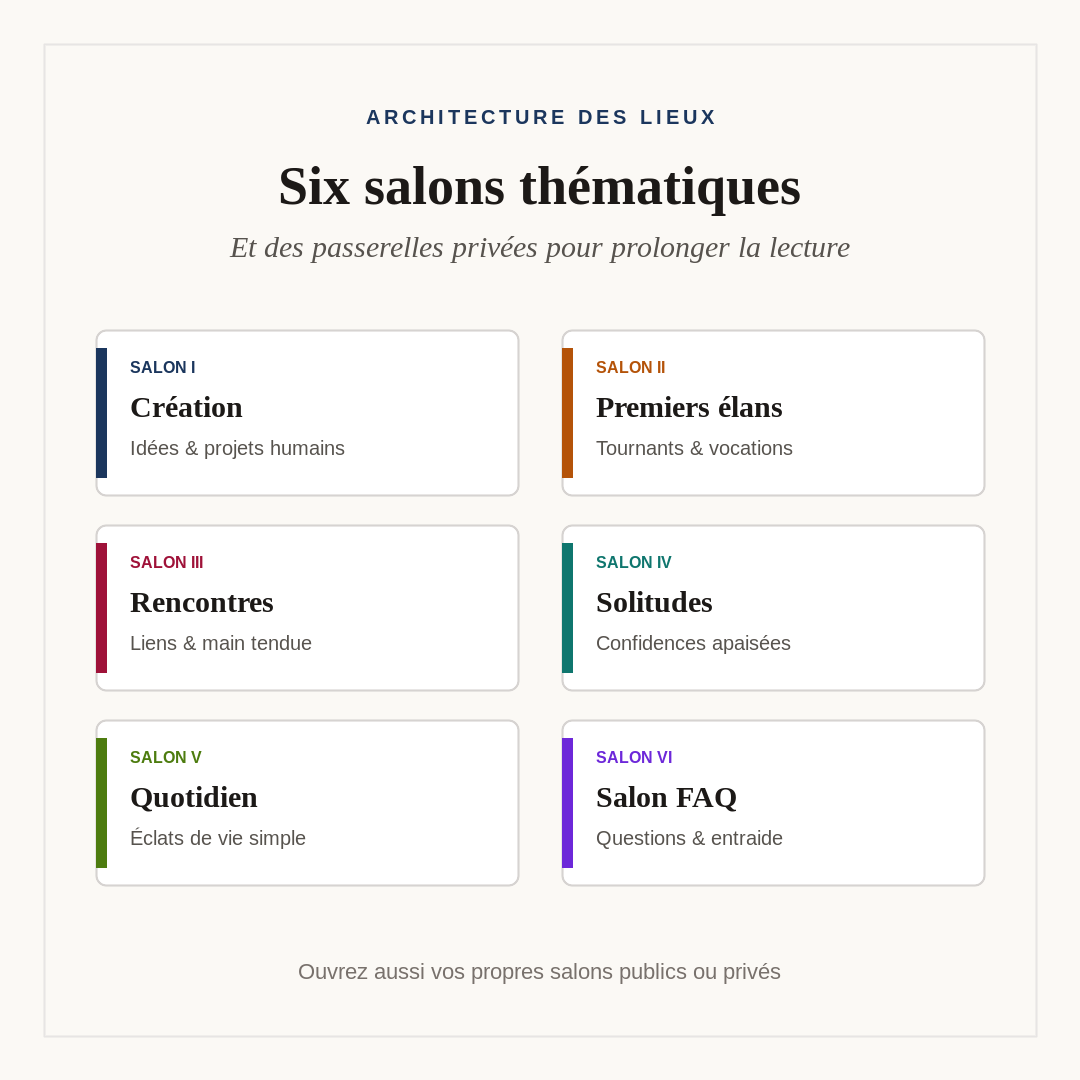 ARCHITECTURE DES LIEUX
Six salons thématiques
Et des passerelles privées pour prolonger la lecture
SALON I
Création
Idées & projets humains
SALON II
Premiers élans
Tournants & vocations
SALON III
Rencontres
Liens & main tendue
SALON IV
Solitudes
Confidences apaisées
SALON V
Quotidien
Éclats de vie simple
SALON VI
Salon FAQ
Questions & entraide
Ouvrez aussi vos propres salons publics ou privés